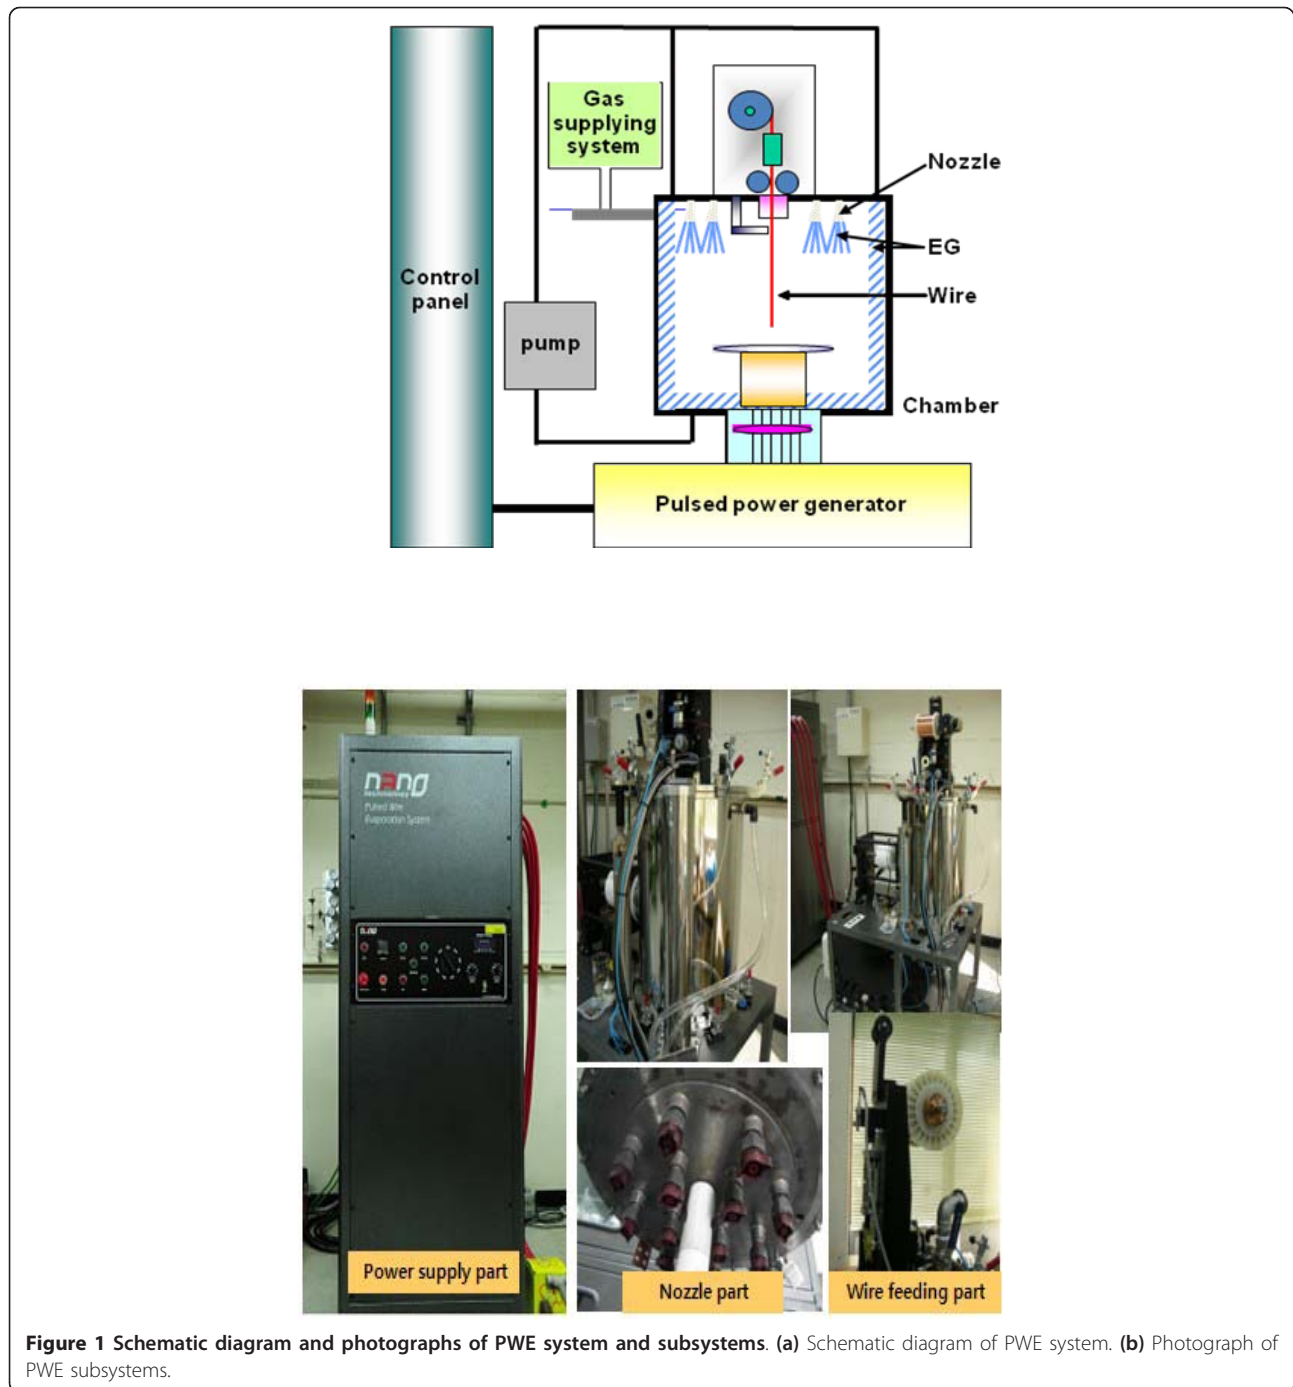 Gas
supplying
system
Nozzle
EG
Wire
Control
panel
pump
Chamber
Pulsed power generator
nano
technology
Pulsed Wire
Evaporation System
nano
Power supply part
Nozzle part
Wire feeding part
Figure 1 Schematic diagram and photographs of PWE system and subsystems. (a) Schematic diagram of PWE system. (b) Photograph of
PWE subsystems.